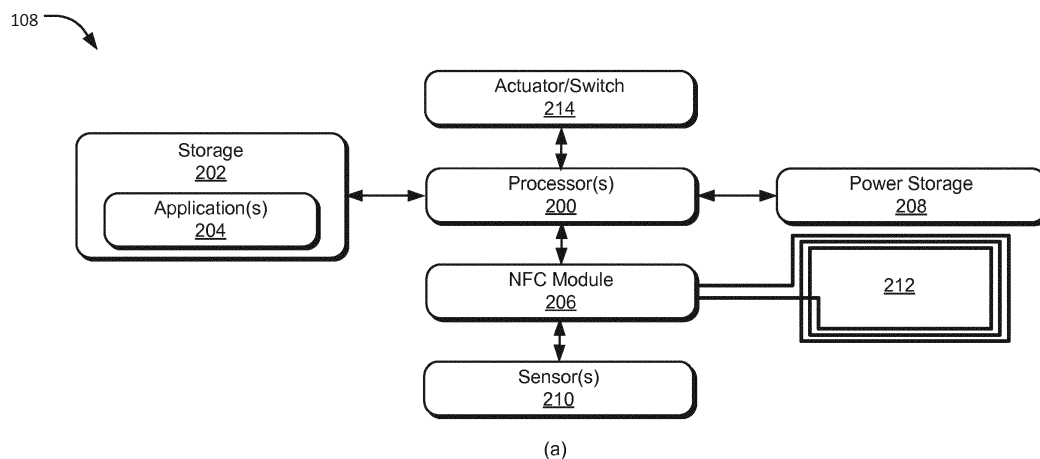 108
Actuator/Switch
214
Storage
202
Application(s)
204
Processor(s)
200
Power Storage
208
NFC Module
206
212
Sensor(s)
210
(a)